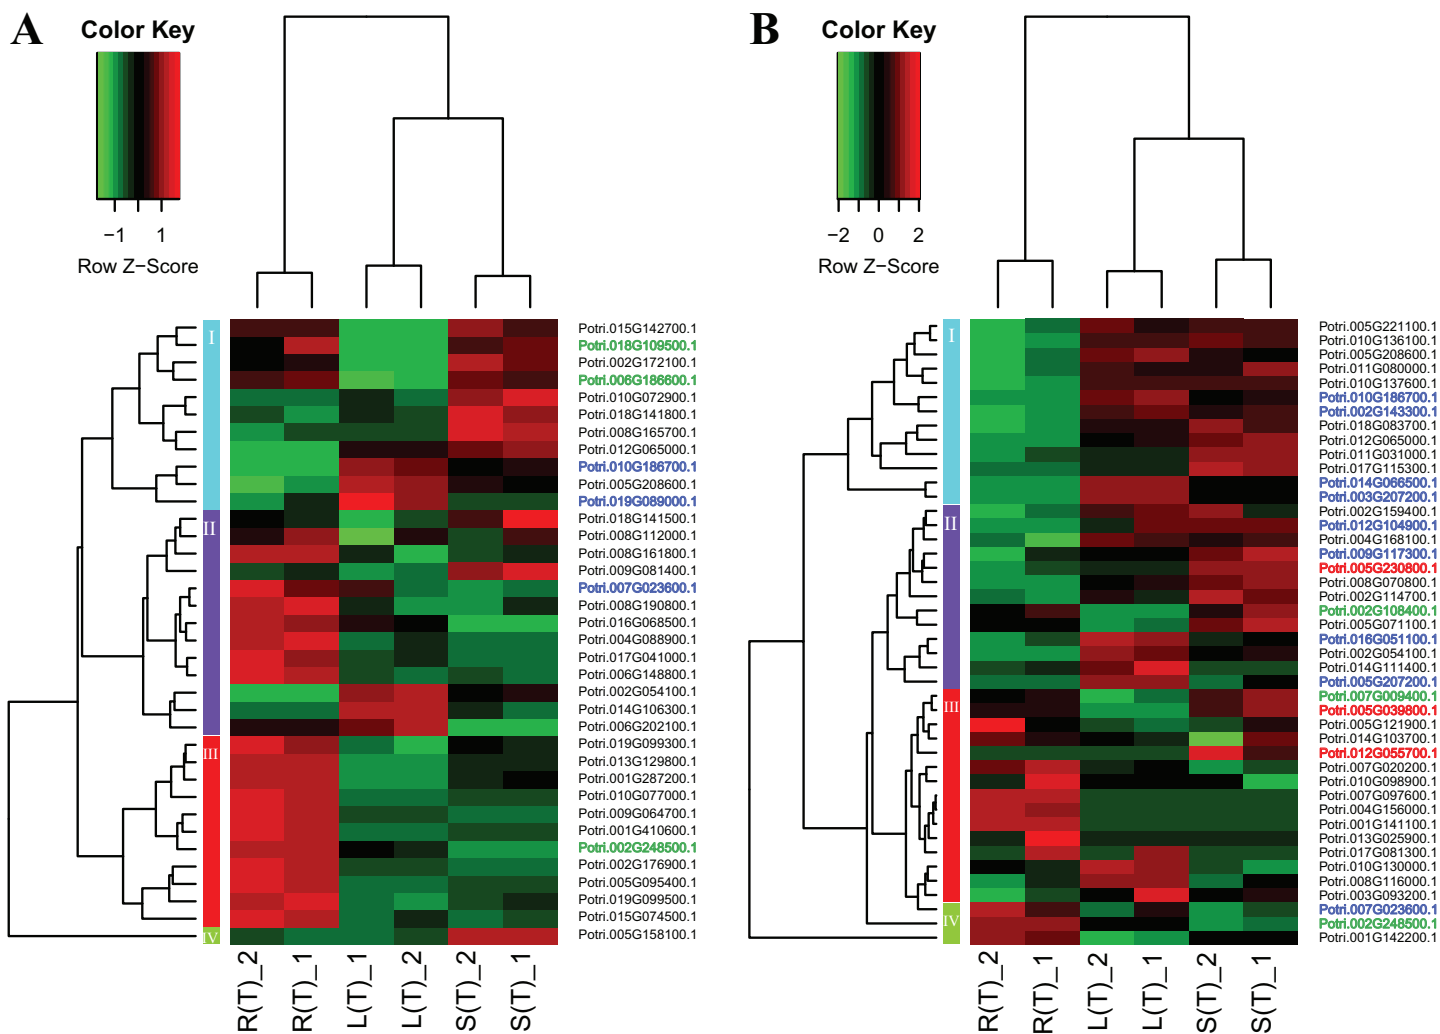 A
Color Key
−1 1
Row Z−Score
I
II
III
IV
Potri.015G142700.1
Potri.018G109500.1
Potri.002G172100.1
Potri.006G186600.1
Potri.010G072900.1
Potri.018G141800.1
Potri.008G165700.1
Potri.012G065000.1
Potri.010G186700.1
Potri.005G208600.1
Potri.019G089000.1
Potri.018G141500.1
Potri.008G112000.1
Potri.008G161800.1
Potri.009G081400.1
Potri.007G023600.1
Potri.008G190800.1
Potri.016G068500.1
Potri.004G088900.1
Potri.017G041000.1
Potri.006G148800.1
Potri.002G054100.1
Potri.014G106300.1
Potri.006G202100.1
Potri.019G099300.1
Potri.013G129800.1
Potri.001G287200.1
Potri.010G077000.1
Potri.009G064700.1
Potri.001G410600.1
Potri.002G248500.1
Potri.002G176900.1
Potri.005G095400.1
Potri.019G099500.1
Potri.015G074500.1
Potri.005G158100.1
R(T)_2
R(T)_1
L(T)_1
L(T)_2
S(T)_2
S(T)_1
B
Color Key
−2 0 2
Row Z−Score
I
II
III
IV
Potri.005G221100.1
Potri.010G136100.1
Potri.005G208600.1
Potri.011G080000.1
Potri.010G137600.1
Potri.010G186700.1
Potri.002G143300.1
Potri.018G083700.1
Potri.012G065000.1
Potri.011G031000.1
Potri.017G115300.1
Potri.014G066500.1
Potri.003G207200.1
Potri.002G159400.1
Potri.012G104900.1
Potri.004G168100.1
Potri.009G117300.1
Potri.005G230800.1
Potri.008G070800.1
Potri.002G114700.1
Potri.002G108400.1
Potri.005G071100.1
Potri.016G051100.1
Potri.002G054100.1
Potri.014G111400.1
Potri.005G207200.1
Potri.007G009400.1
Potri.005G039800.1
Potri.005G121900.1
Potri.014G103700.1
Potri.012G055700.1
Potri.007G020200.1
Potri.010G098900.1
Potri.007G097600.1
Potri.004G156000.1
Potri.001G141100.1
Potri.013G025900.1
Potri.017G081300.1
Potri.010G130000.1
Potri.008G116000.1
Potri.003G093200.1
Potri.007G023600.1
Potri.002G248500.1
Potri.001G142200.1
R(T)_2
R(T)_1
L(T)_2
L(T)_1
S(T)_2
S(T)_1